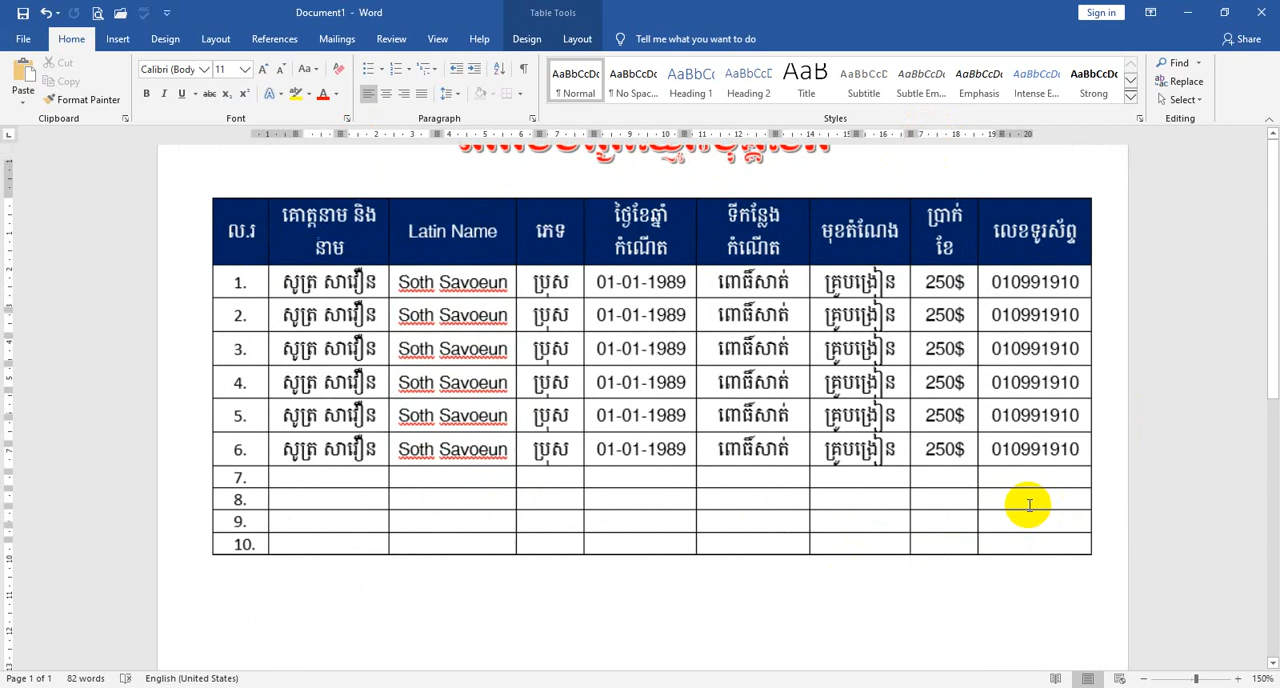 Document1 - Word
Table Tools
Sign in
File Home Insert Design Layout References Mailings Review View Help Design Layout Tell me what you want to do Share
Paste
Cut
Copy
Format Painter
Clipboard
Calibri (Body 11
Font
Paragraph
AaBbCcDc AaBbCcDc AaBbCc AaBbCcD AaB AaBbCcD AaBbCcDc AaBbCcDc AaBbCcDc AaBbCcDc
¶ Normal ¶ No Spac... Heading 1 Heading 2 Title Subtitle Subtle Em... Emphasis Intense E... Strong
Styles
Find
Replace
Select
Editing
ល.រ គោត្តនាម និង នាម Latin Name ភេទ ថ្ងៃខែឆ្នាំ កំណើត ទីកន្លែង កំណើត មុខតំណែង ប្រាក់ ខែ លេខទូរស័ព្ទ
1. សូត្រ សាវឿន Soth Savoeun ប្រុស 01-01-1989 ពោធិ៍សាត់ គ្រូបង្រៀន 250$ 010991910
2. សូត្រ សាវឿន Soth Savoeun ប្រុស 01-01-1989 ពោធិ៍សាត់ គ្រូបង្រៀន 250$ 010991910
3. សូត្រ សាវឿន Soth Savoeun ប្រុស 01-01-1989 ពោធិ៍សាត់ គ្រូបង្រៀន 250$ 010991910
4. សូត្រ សាវឿន Soth Savoeun ប្រុស 01-01-1989 ពោធិ៍សាត់ គ្រូបង្រៀន 250$ 010991910
5. សូត្រ សាវឿន Soth Savoeun ប្រុស 01-01-1989 ពោធិ៍សាត់ គ្រូបង្រៀន 250$ 010991910
6. សូត្រ សាវឿន Soth Savoeun ប្រុស 01-01-1989 ពោធិ៍សាត់ គ្រូបង្រៀន 250$ 010991910
7.
8.
9.
10.
Page 1 of 1 82 words English (United States) 150%